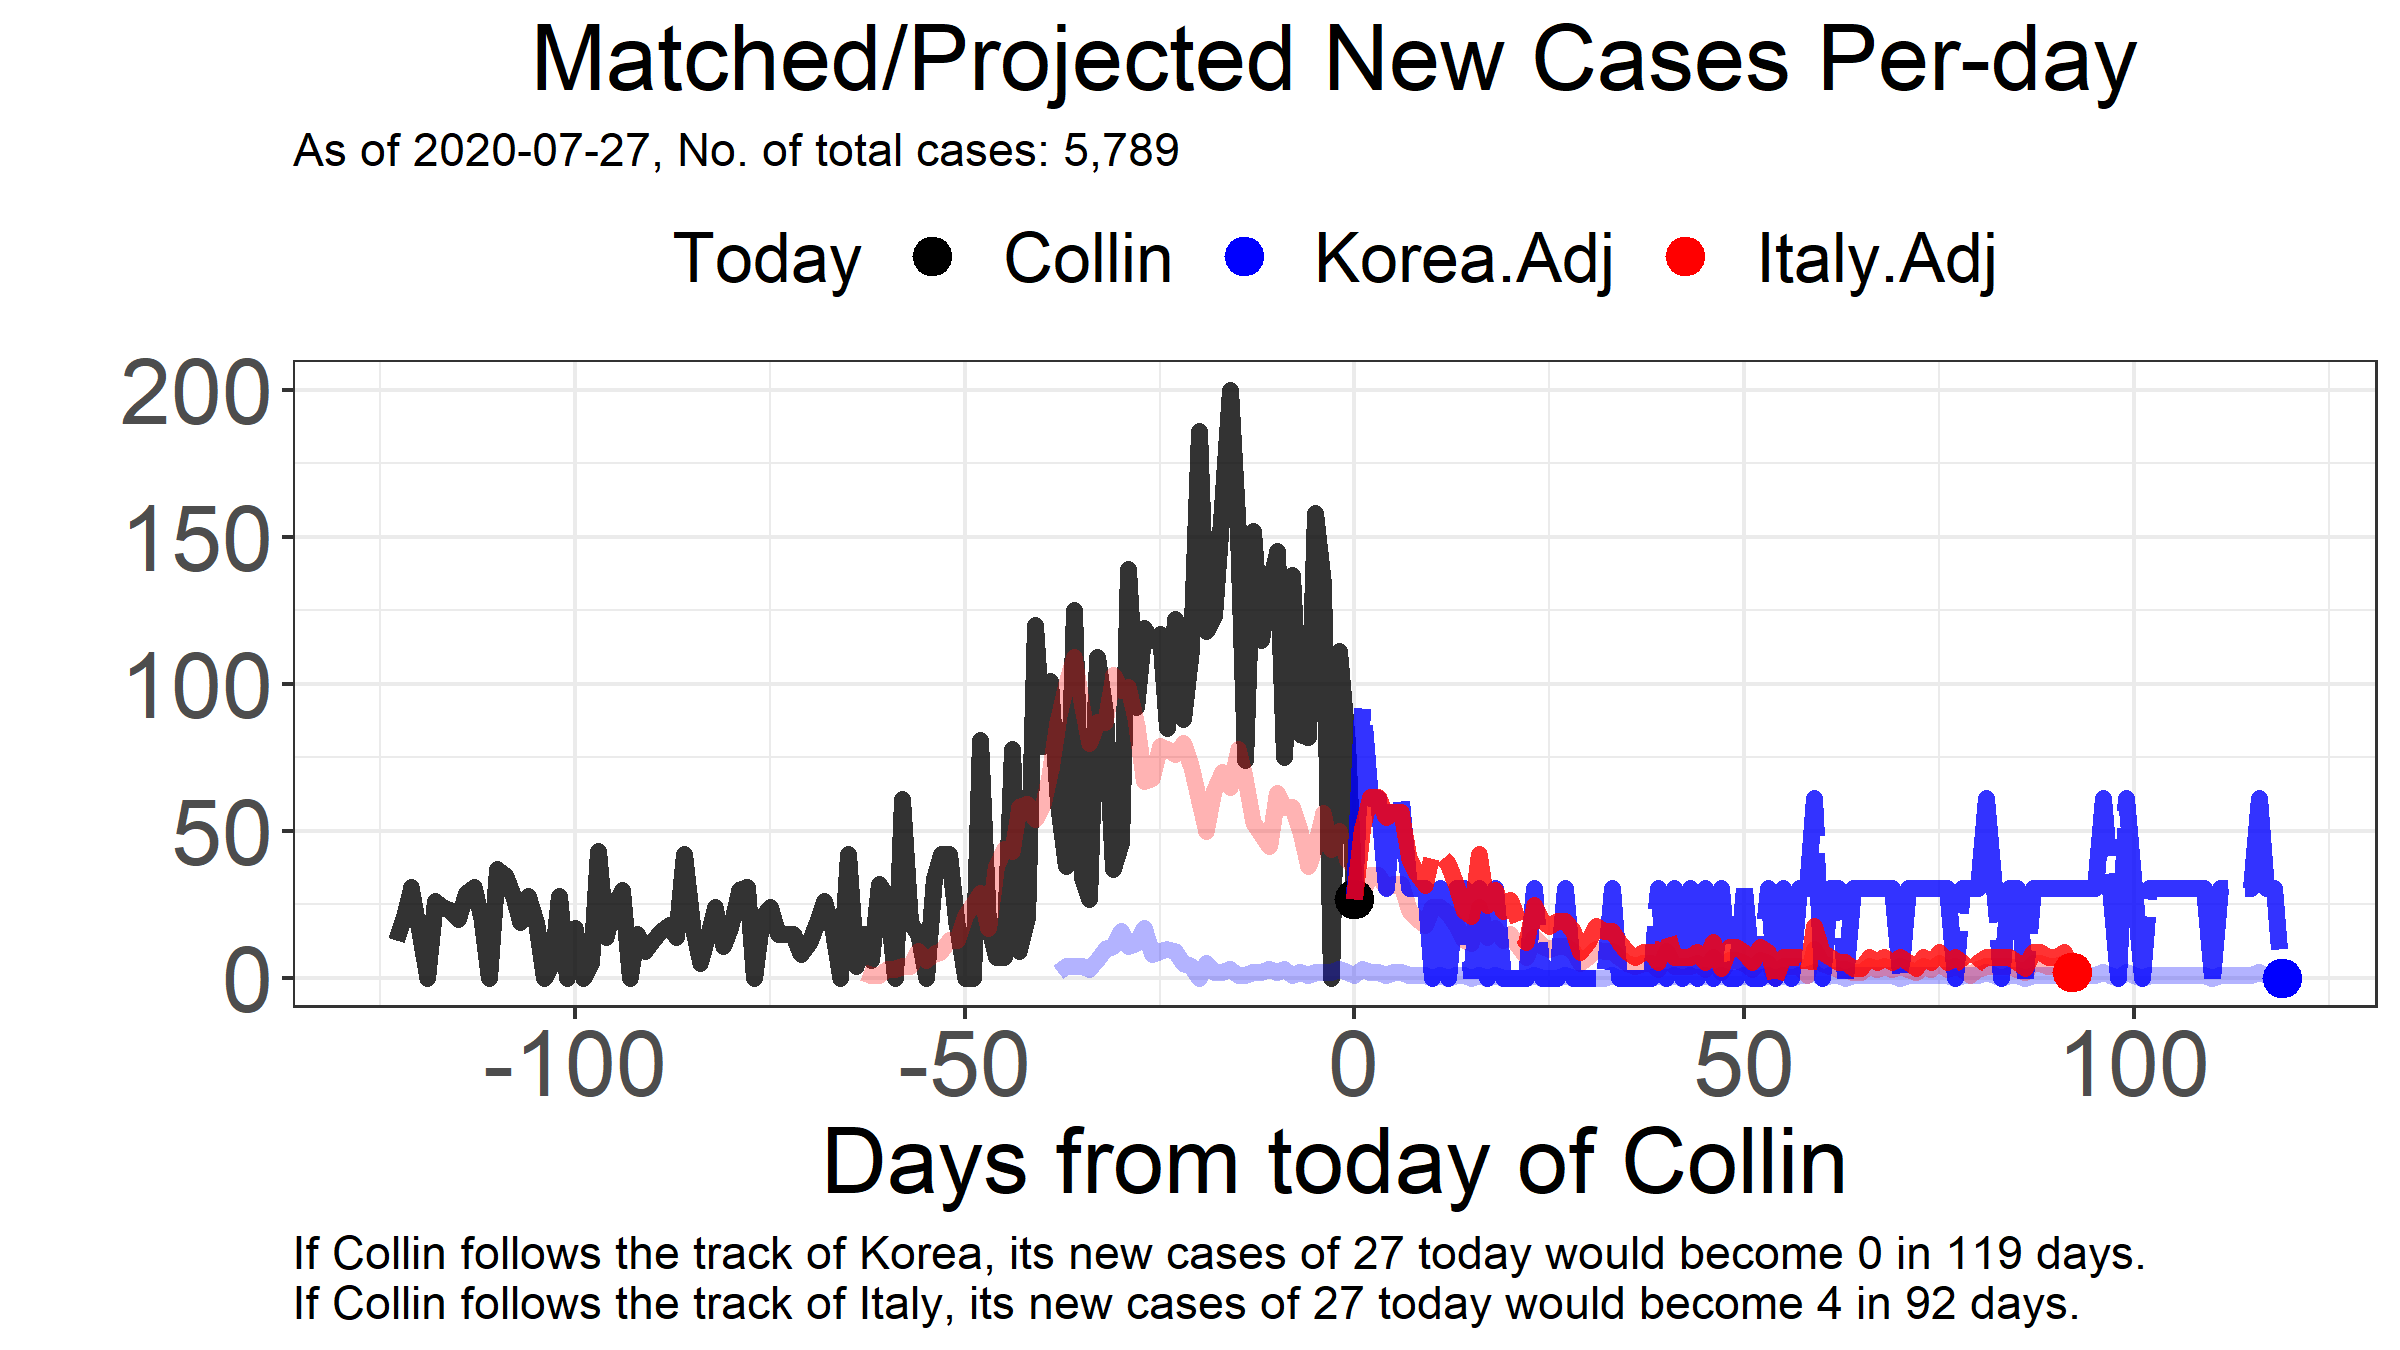 Matched/Projected New Cases Per-day
As of 2020-07-27, No. of total cases: 5,789
Today Collin Korea.Adj Italy.Adj
200
150
100
50
0
-100 -50 0 50 100
Days from today of Collin
If Collin follows the track of Korea, its new cases of 27 today would become 0 in 119 days.
If Collin follows the track of Italy, its new cases of 27 today would become 4 in 92 days.